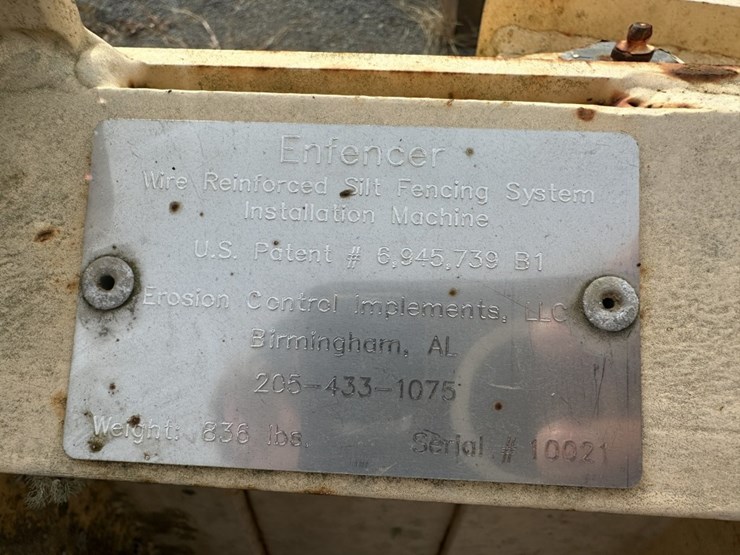 Enfencer
Wire Reinforced Silt Fencing System
Installation Machine
U.S. Patent # 6,945,739 B1
Erosion Control Implements, LLC
Birmingham, AL
205-433-1075
Weight: 836 lbs. Serial # 10021